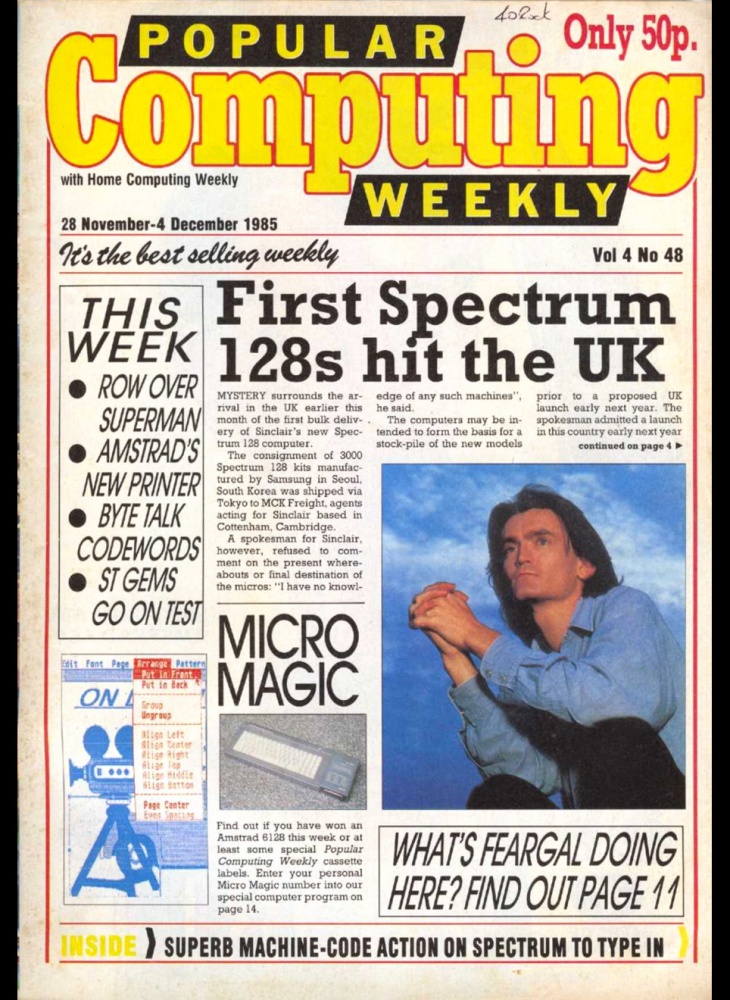 POPULAR
Only 50p.
Computing
with Home Computing Weekly
WEEKLY
28 November-4 December 1985
It's the best selling weekly
Vol 4 No 48
THIS
WEEK
● ROW OVER
SUPERMAN
● AMSTRAD'S
NEW PRINTER
● BYTE TALK
CODEWORDS
● ST GEMS
GO ON TEST
First Spectrum
128s hit the UK
MYSTERY surrounds the ar-
rival in the UK earlier this
month of the first bulk deliv-
ery of Sinclair's new Spec-
trum 128 computer.
The consignment of 3000
Spectrum 128 kits manufac-
tured by Samsung in Seoul,
South Korea was shipped via
Tokyo to MCK Freight, agents
acting for Sinclair based in
Cottenham, Cambridge.
A spokesman for Sinclair,
however, refused to com-
ment on the present where-
abouts or final destination of
the micros: "I have no knowl-
edge of any such machines",
he said.
The computers may be in-
tended to form the basis for a
stock-pile of the new models
prior to a proposed UK
launch early next year. The
spokesman admitted a launch
in this country early next year
continued on page 4 ▶
Edit Font Page Arrange Pattern
Put in Front
Put in Back
Group
Ungroup
Align Left
Align Center
Align Right
Align Top
Align Middle
Align Bottom
Page Center
Even Spacing
ON
MICRO
MAGIC
Find out if you have won an
Amstrad 6128 this week or at
least some special Popular
Computing Weekly cassette
labels. Enter your personal
Micro Magic number into our
special computer program on
page 14.
WHAT'S FEARGAL DOING
HERE? FIND OUT PAGE 11
INSIDE ) SUPERB MACHINE-CODE ACTION ON SPECTRUM TO TYPE IN )